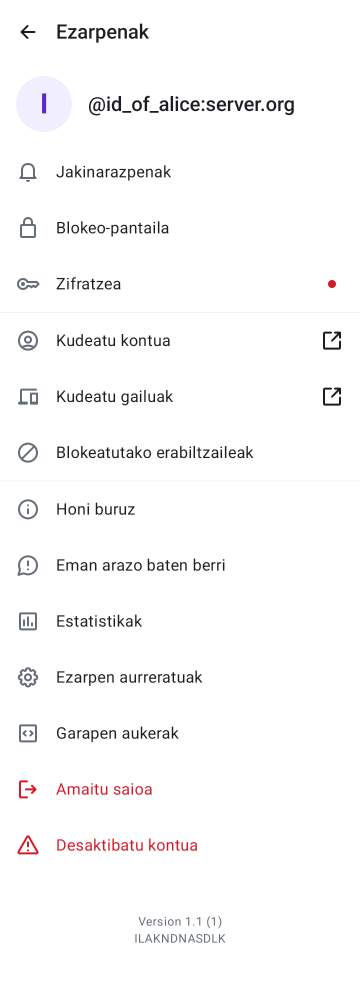 Ezarpenak
I
@id_of_alice:server.org
Jakinarazpenak
Blokeo-pantaila
Zifratzea
Kudeatu kontua
Kudeatu gailuak
Blokeatutako erabiltzaileak
Honi buruz
Eman arazo baten berri
Estatistikak
Ezarpen aurreratuak
Garapen aukerak
Amaitu saioa
Desaktibatu kontua
Version 1.1 (1)
ILAKNDNASDLK